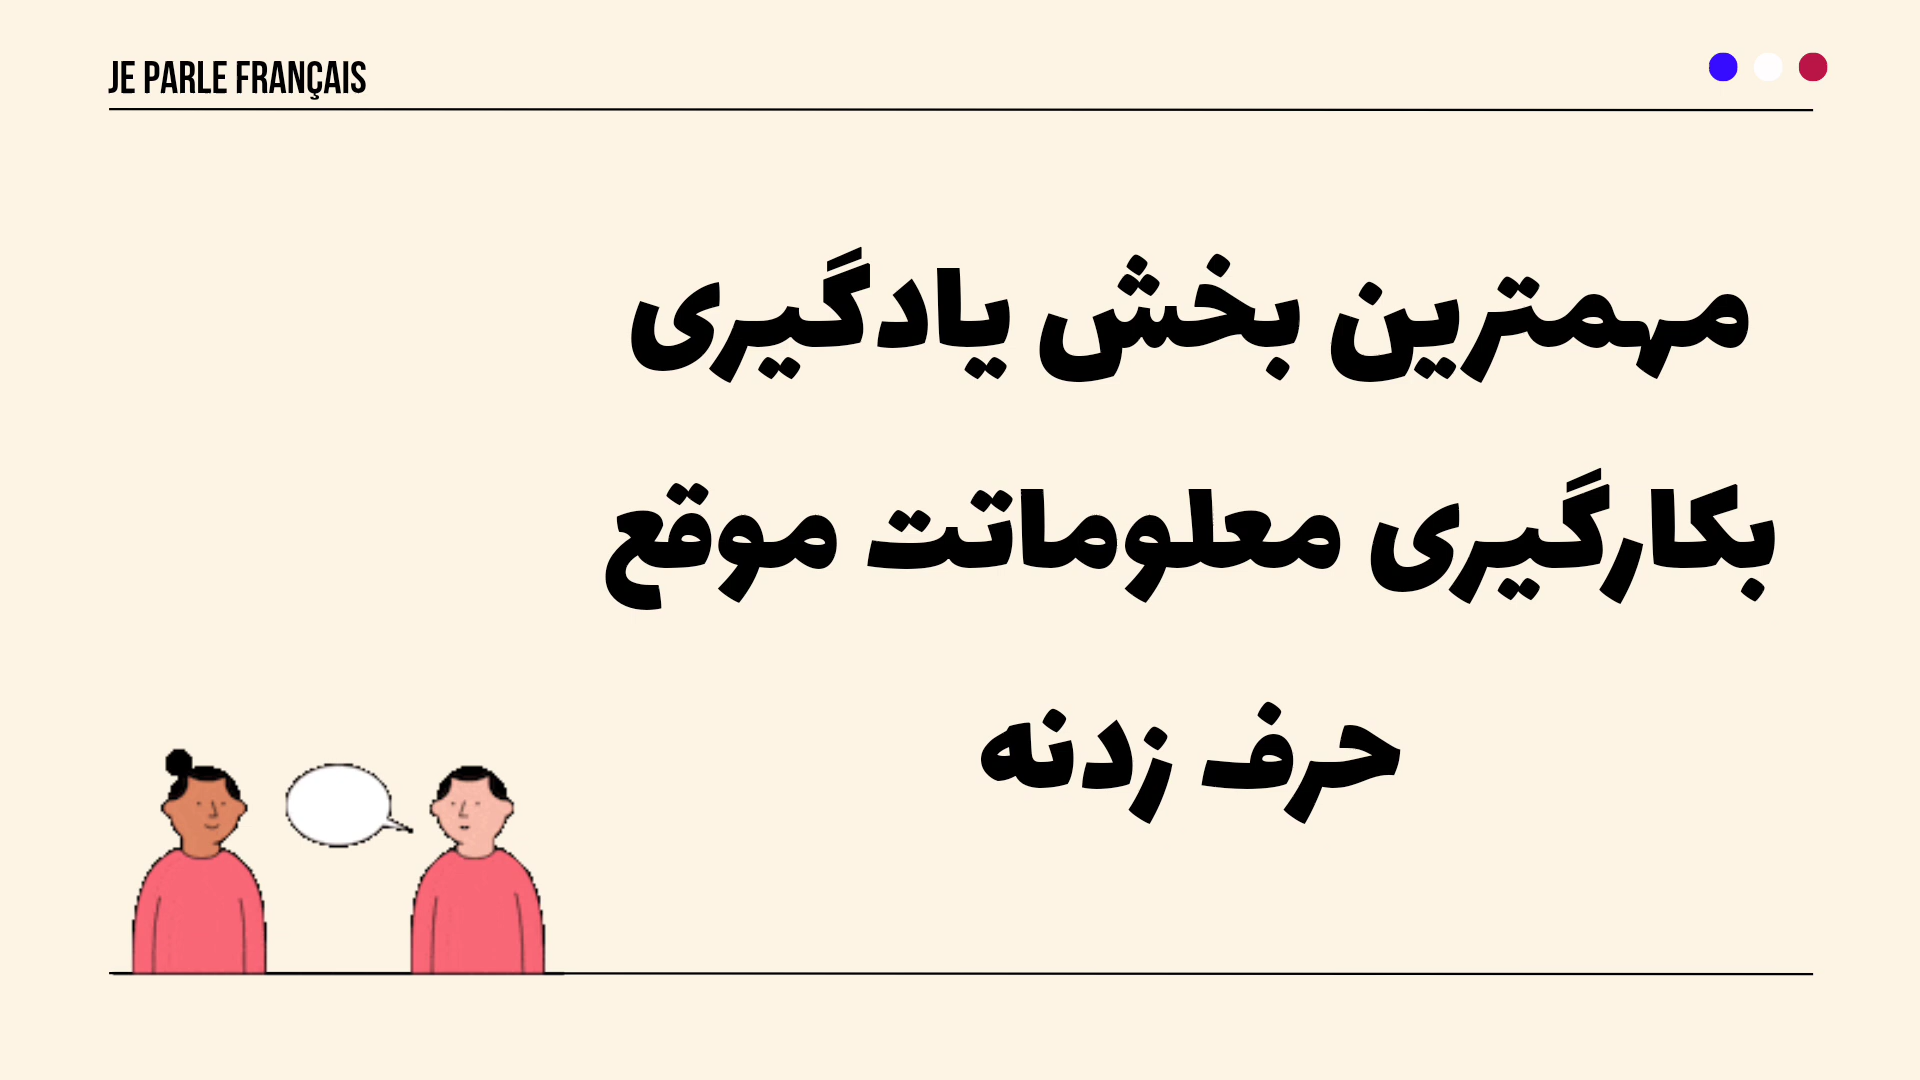 JE PARLE FRANÇAIS
مهمترین بخش یادگیری
بکارگیری معلوماتت موقع
حرف زدنه